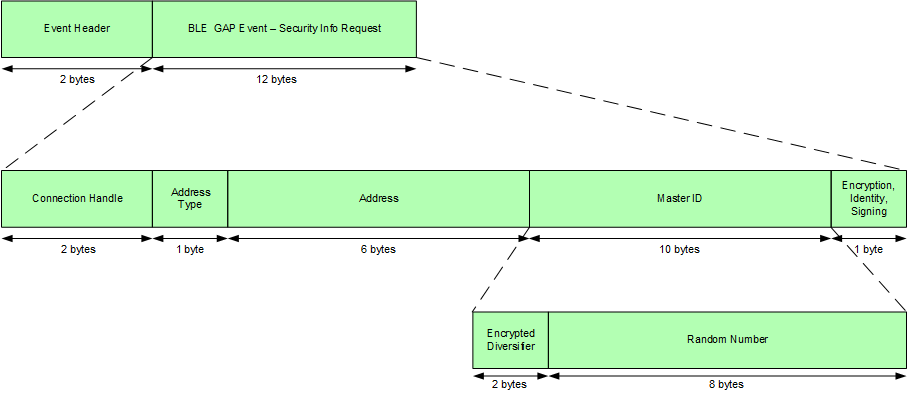 Event Header
BLE GAP Event – Security Info Request
2 bytes
12 bytes
Connection Handle
Address
Type
Address
Master ID
Encryption,
Identity,
Signing
2 bytes
1 byte
6 bytes
10 bytes
1 byte
Encrypted
Diversifier
Random Number
2 bytes
8 bytes